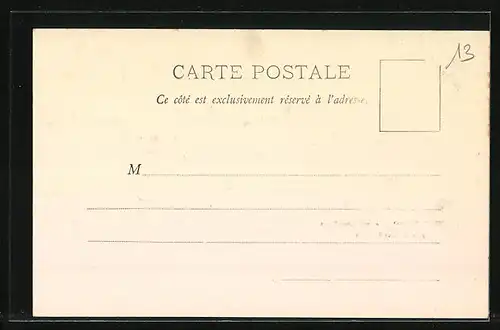 13
CARTE POSTALE
Ce côté est exclusivement réservé à l'adresse.
M